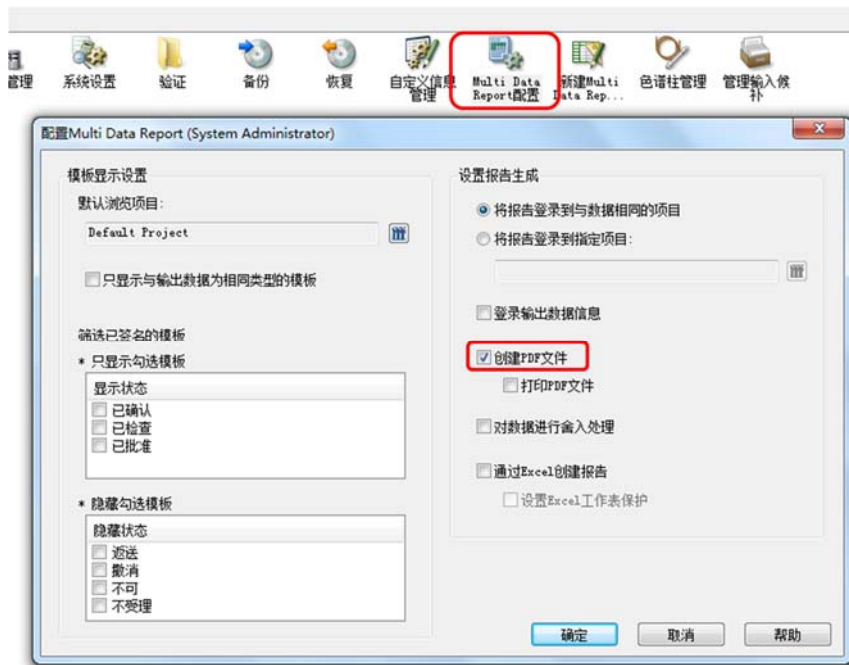 管理
系统设置
验证
备份
恢复
自定义信息
管理
Multi Data
Report配置
新建Multi
Data Rep...
色谱柱管理
管理输入候
补
配置Multi Data Report (System Administrator)
模板显示设置
默认浏览项目:
Default Project
只显示与输出数据为相同类型的模板
筛选已签名的模板
* 只显示勾选模板
显示状态
已确认
已检查
已批准
* 隐藏勾选模板
隐藏状态
返送
撤消
不可
不受理
设置报告生成
将报告登录到与数据相同的项目
将报告登录到指定项目:
登录输出数据信息
创建PDF文件
打印PDF文件
对数据进行舍入处理
通过Excel创建报告
设置Excel工作表保护
确定
取消
帮助